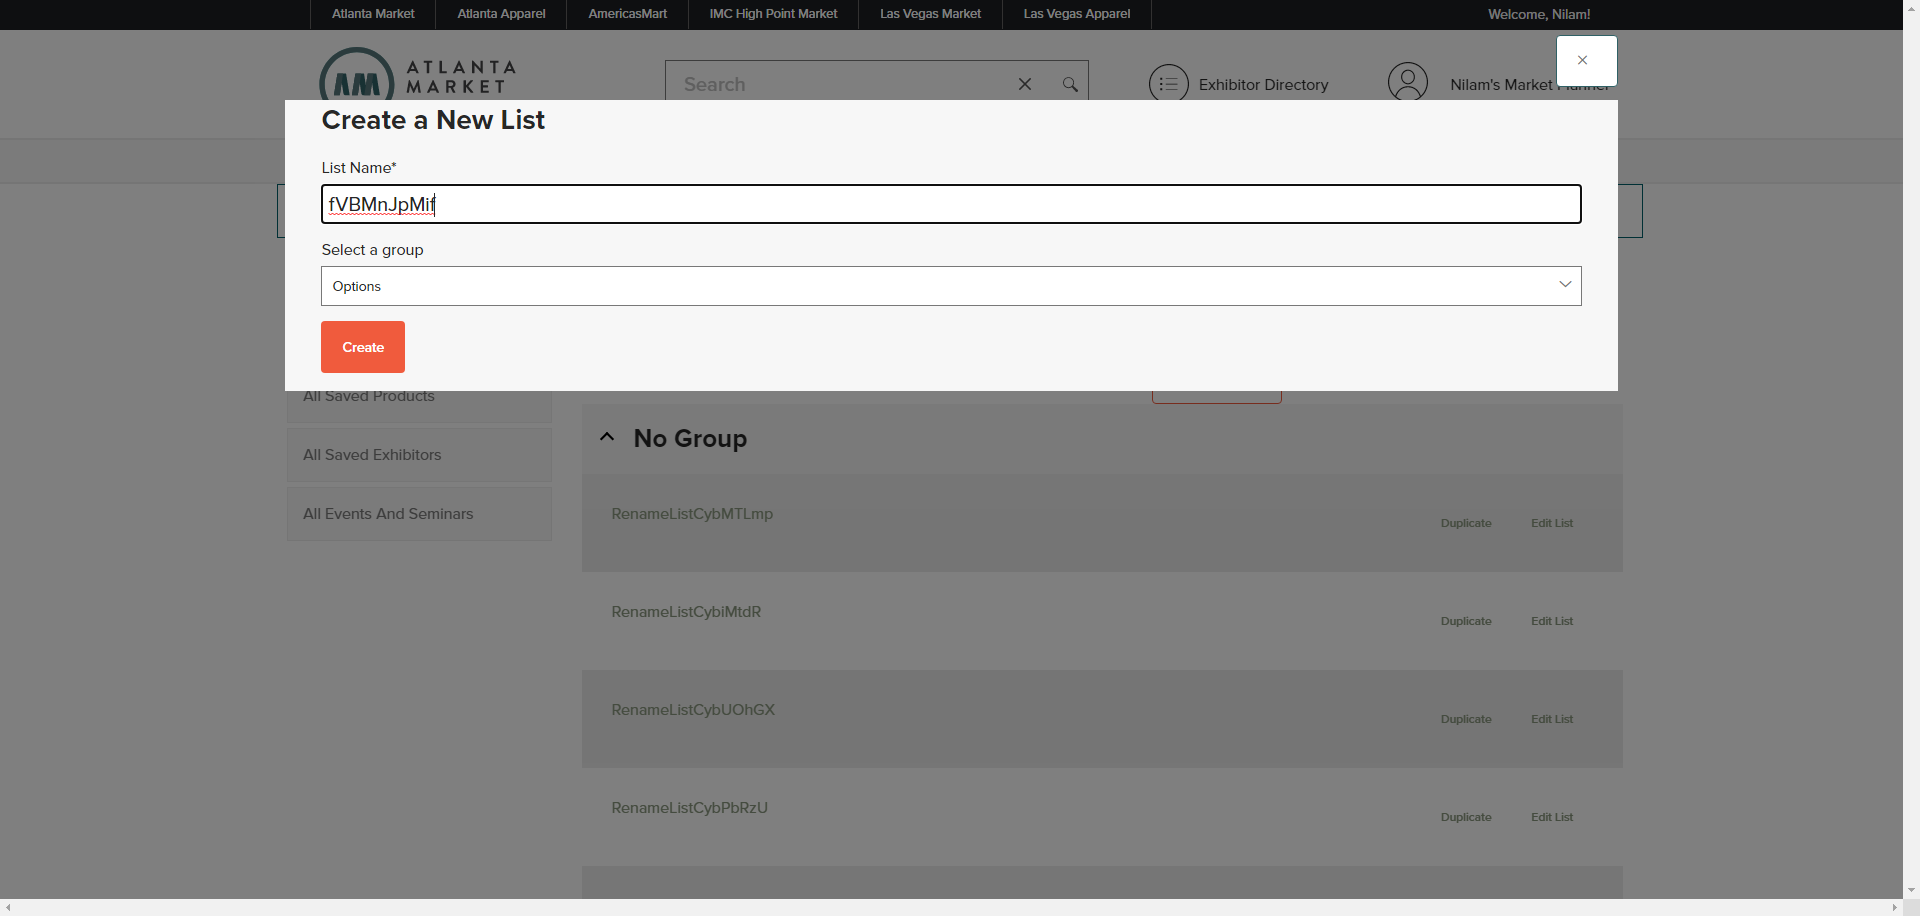 Atlanta Market
Atlanta Apparel
AmericasMart
IMC High Point Market
Las Vegas Market
Las Vegas Apparel
Welcome, Nilam!
ATLANTA
MARKET
Search
Exhibitor Directory
Nilam's Market
Create a New List
List Name*
fVBMnJpMif
Select a group
Options
Create
All Saved Products
All Saved Exhibitors
All Events And Seminars
No Group
RenameListCybMTLmp
Duplicate
Edit List
RenameListCybiMtdR
Duplicate
Edit List
RenameListCybUOhGX
Duplicate
Edit List
RenameListCybPbRzU
Duplicate
Edit List